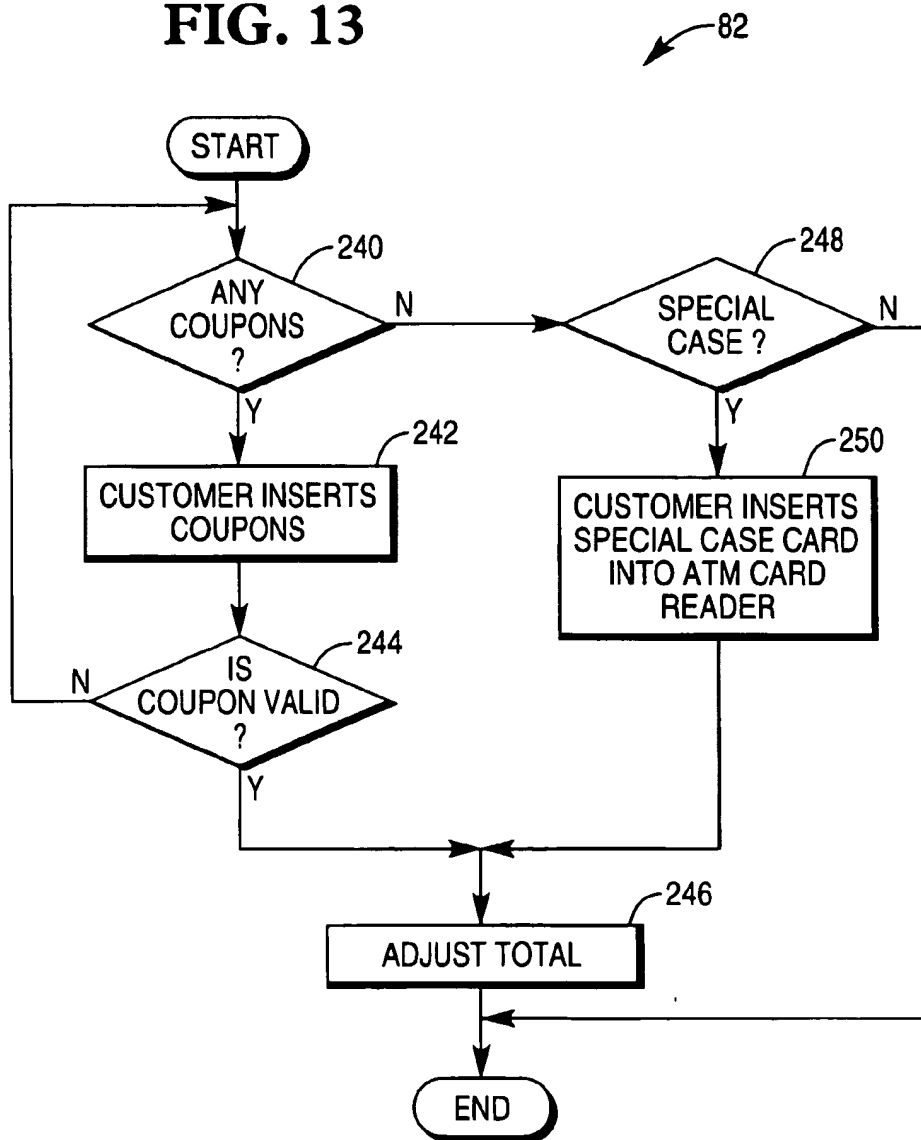 FIG. 13
82
START
240
ANY
COUPONS
?
N
Y
248
SPECIAL
CASE ?
N
Y
242
CUSTOMER INSERTS
COUPONS
250
CUSTOMER INSERTS
SPECIAL CASE CARD
INTO ATM CARD
READER
244
IS
COUPON VALID
?
N
Y
246
ADJUST TOTAL
END